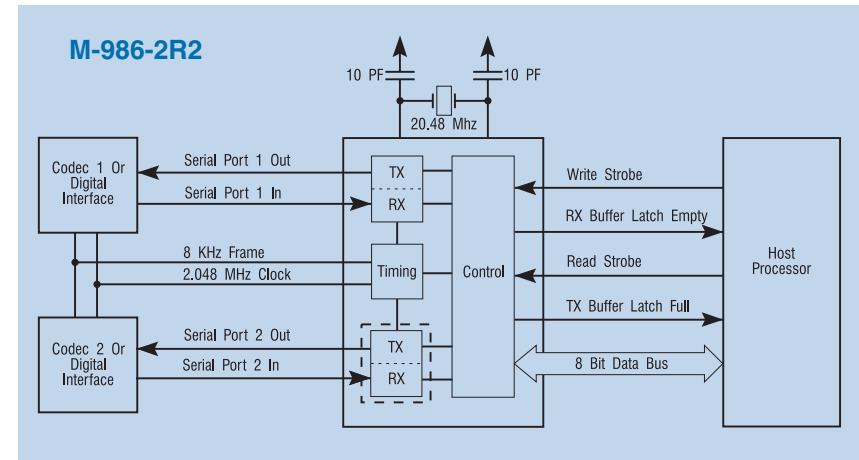 M-986-2R2
10 PF
10 PF
20.48 Mhz
Codec 1 Or
Digital
Interface
Serial Port 1 Out
Serial Port 1 In
TX
RX
8 KHz Frame
2.048 MHz Clock
Timing
Control
Codec 2 Or
Digital
Interface
Serial Port 2 Out
Serial Port 2 In
TX
RX
Write Strobe
RX Buffer Latch Empty
Read Strobe
TX Buffer Latch Full
8 Bit Data Bus
Host
Processor